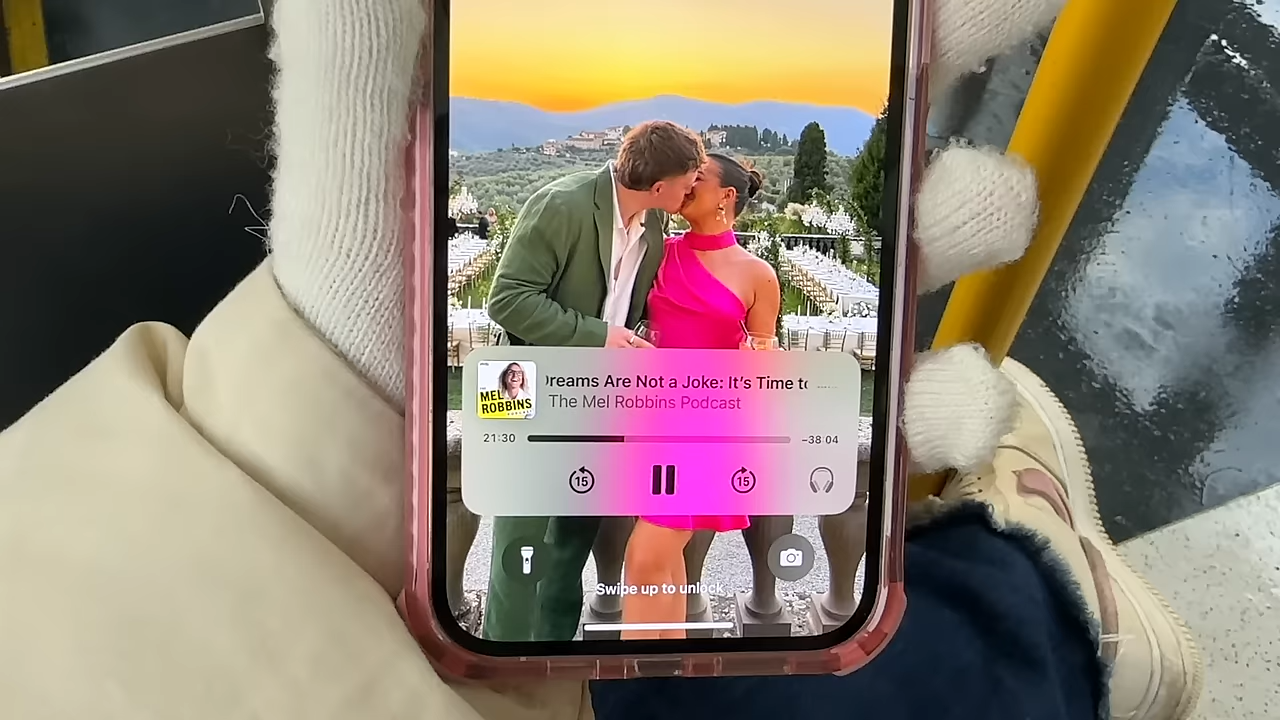 MEL
ROBBINS
Dreams Are Not a Joke: It's Time to
The Mel Robbins Podcast
21:30
-38:04
15
15
Swipe up to unlock